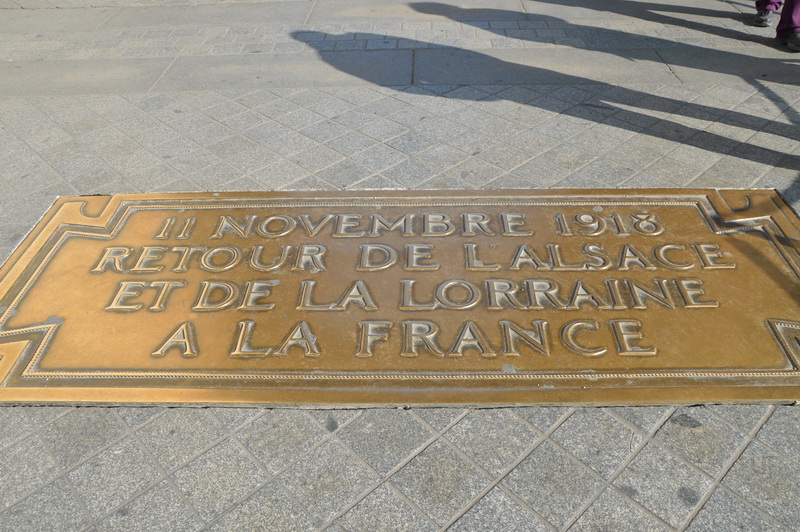 11 NOVEMBRE 1918
RETOUR DE L'ALSACE
ET DE LA LORRAINE
A LA FRANCE